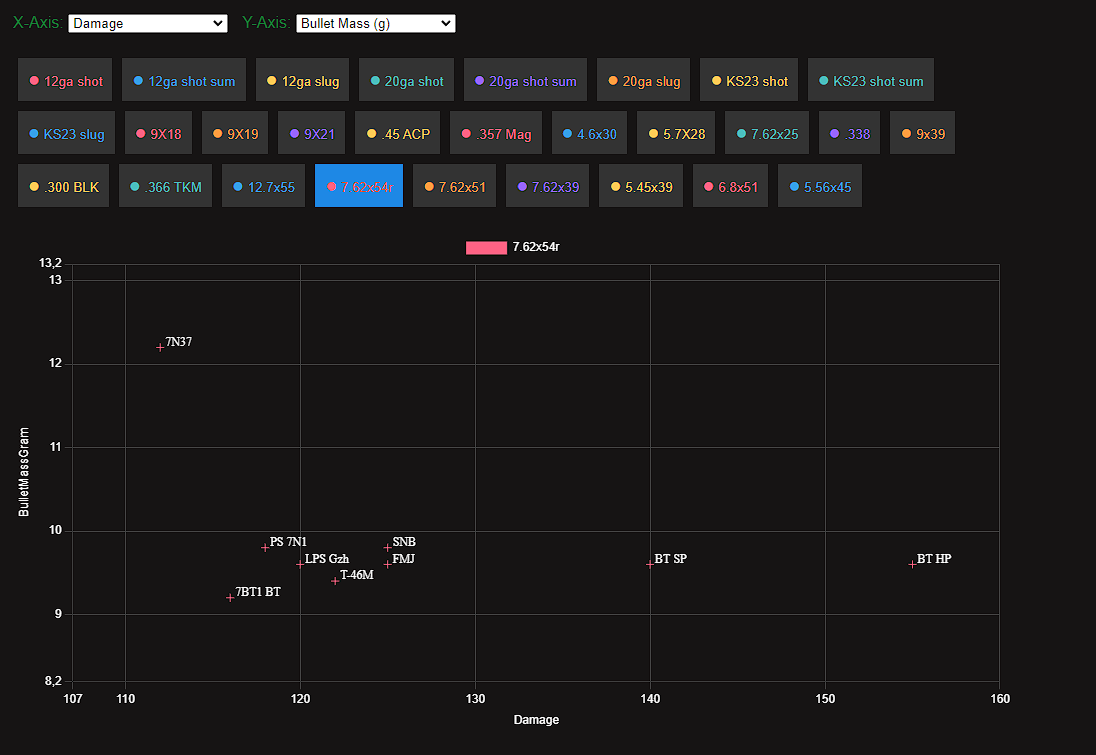 X-Axis: Damage Y-Axis: Bullet Mass (g)
12ga shot 12ga shot sum 12ga slug 20ga shot 20ga shot sum 20ga slug KS23 shot KS23 shot sum
KS23 slug 9X18 9X19 9X21 .45 ACP .357 Mag 4.6x30 5.7X28 7.62x25 .338 9x39
.300 BLK .366 TKM 12.7x55 7.62x54r 7.62x51 7.62x39 5.45x39 6.8x51 5.56x45
7.62x54r
13,2
13
7N37
12
11
BulletMassGram
10
PS 7N1 SNB
LPS Gzh FMJ BT SP BT HP
T-46M
7BT1 BT
9
8,2
107 110 120 130 140 150 160
Damage